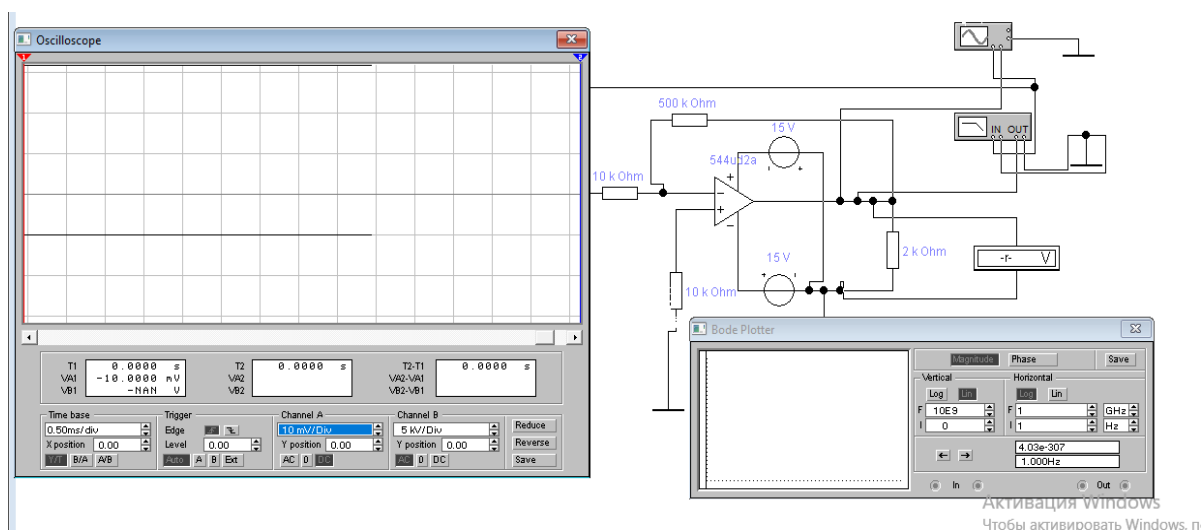 Oscilloscope
1
2
T1 0.0000 s
VA1 -10.0000 mV
VB1 -NAN V
T2 0.0000 s
VA2
VB2
T2-T1 0.0000 s
VA2-VA1
VB2-VB1
Time base
0.50ms/div
X position 0.00
Y/T B/A A/B
Trigger
Edge
Level 0.00
Auto A B Ext
Channel A
10 mV/Div
Y position 0.00
AC 0 DC
Channel B
5 kV/Div
Y position 0.00
AC 0 DC
Reduce
Reverse
Save
500 k Ohm
15 V
544ud2a
10 k Ohm
IN OUT
15 V
2 k Ohm
-r- V
10 k Ohm
Bode Plotter
Magnitude Phase Save
Vertical
Log Lin
F 10E9
I 0
Horizontal
Log Lin
F 1 GHz
I 1 Hz
4.03e-307
1.000Hz
In Out
Активация Windows
Чтобы активировать Windows, п